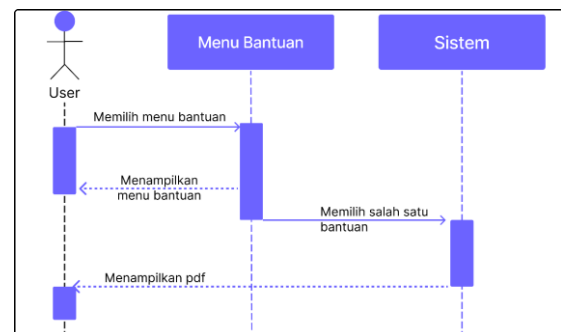 Menu Bantuan
Sistem
User
Memilih menu bantuan
Menampilkan
menu bantuan
Memilih salah satu
bantuan
Menampilkan pdf